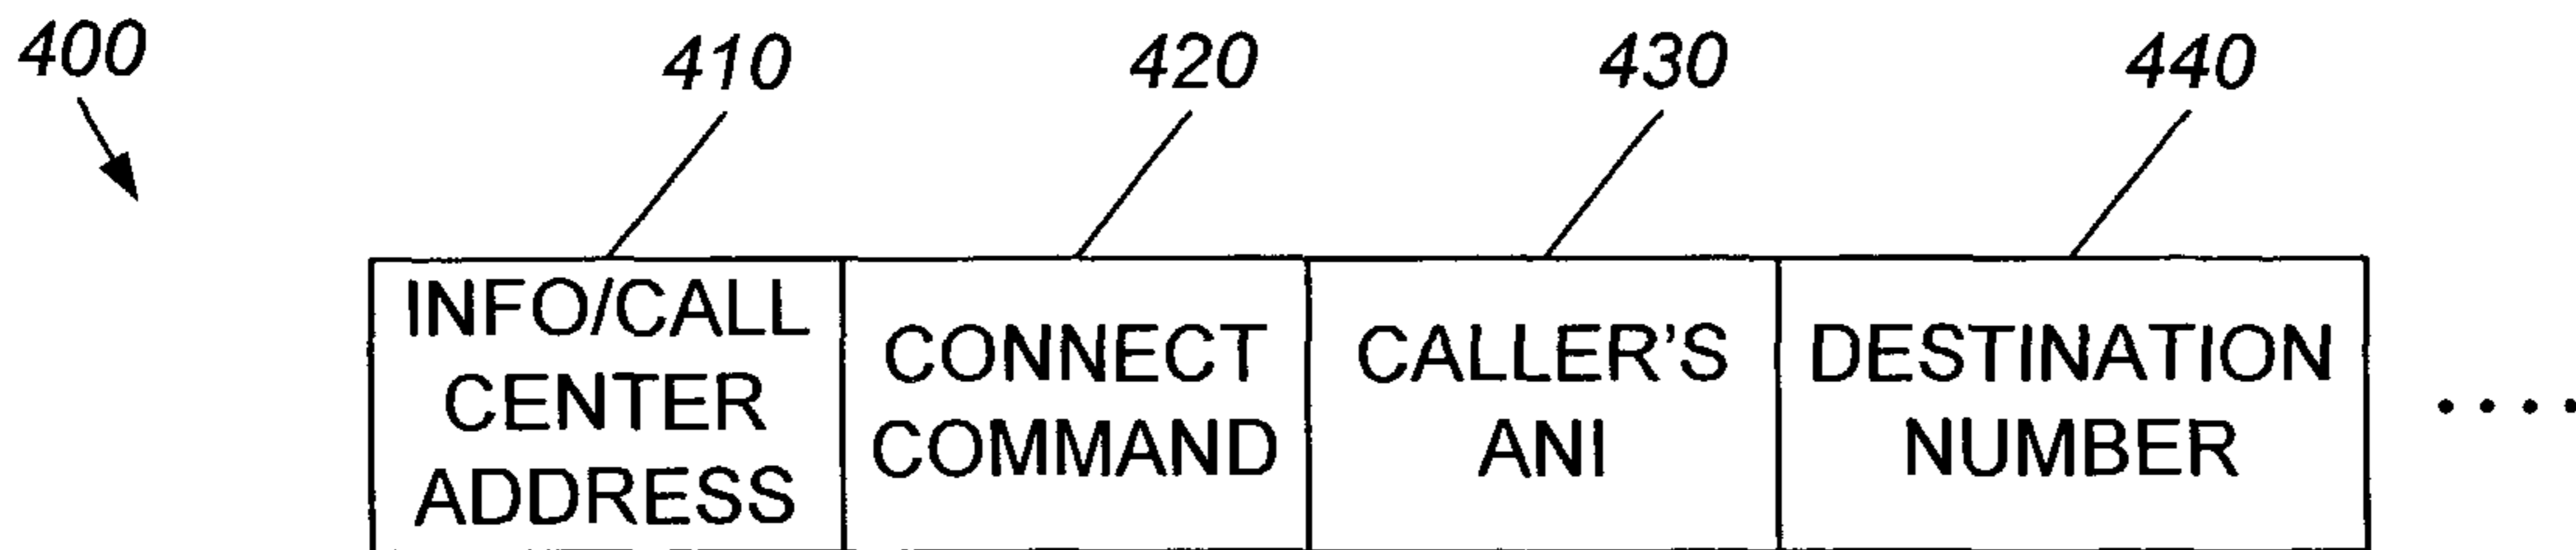 400
410
420
430
440
INFO/CALL
CENTER
ADDRESS
CONNECT
COMMAND
CALLER'S
ANI
DESTINATION
NUMBER
....